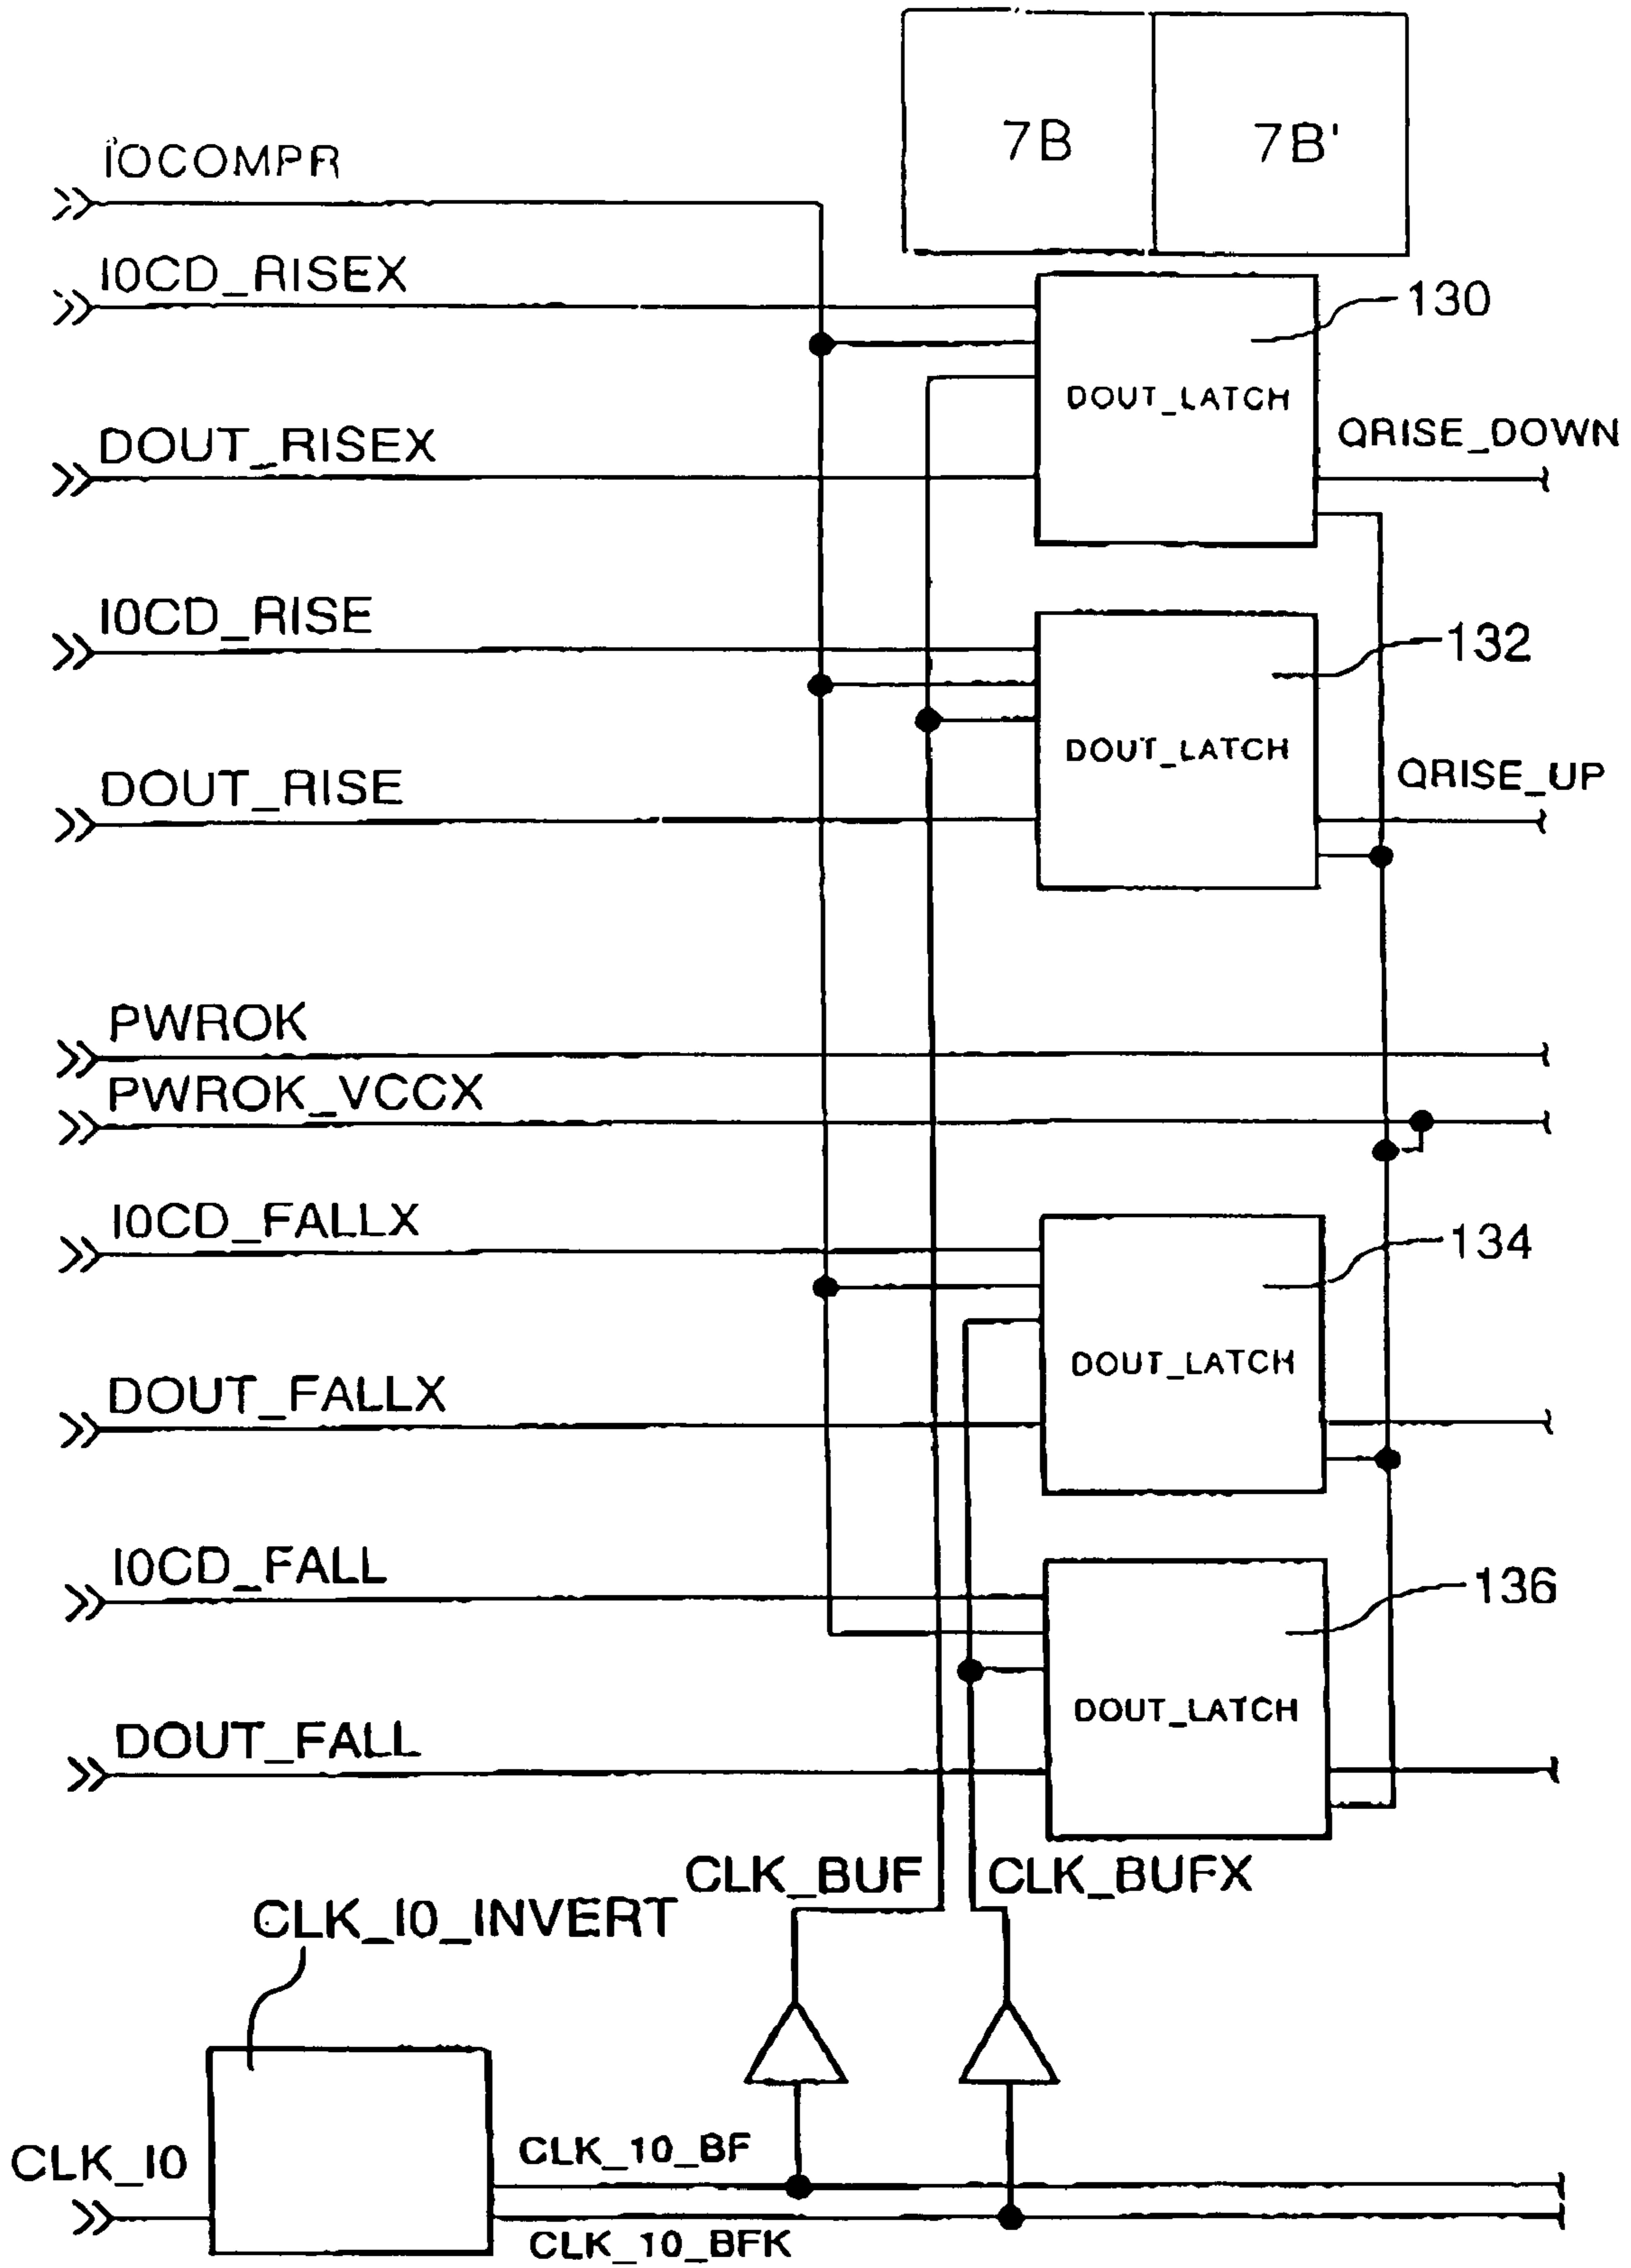 7B 7B'
IOCOMPR
I0CD_RISEX
130
DOUT_LATCH
DOUT_RISEX
QRISE_DOWN
I0CD_RISE
132
DOUT_LATCH
DOUT_RISE
QRISE_UP
PWROK
PWROK_VCCX
I0CD_FALLX
134
DOUT_LATCH
DOUT_FALLX
I0CD_FALL
136
DOUT_LATCH
DOUT_FALL
CLK_BUF CLK_BUFX
CLK_I0_INVERT
CLK_10_BF
CLK_I0
CLK_10_BFK